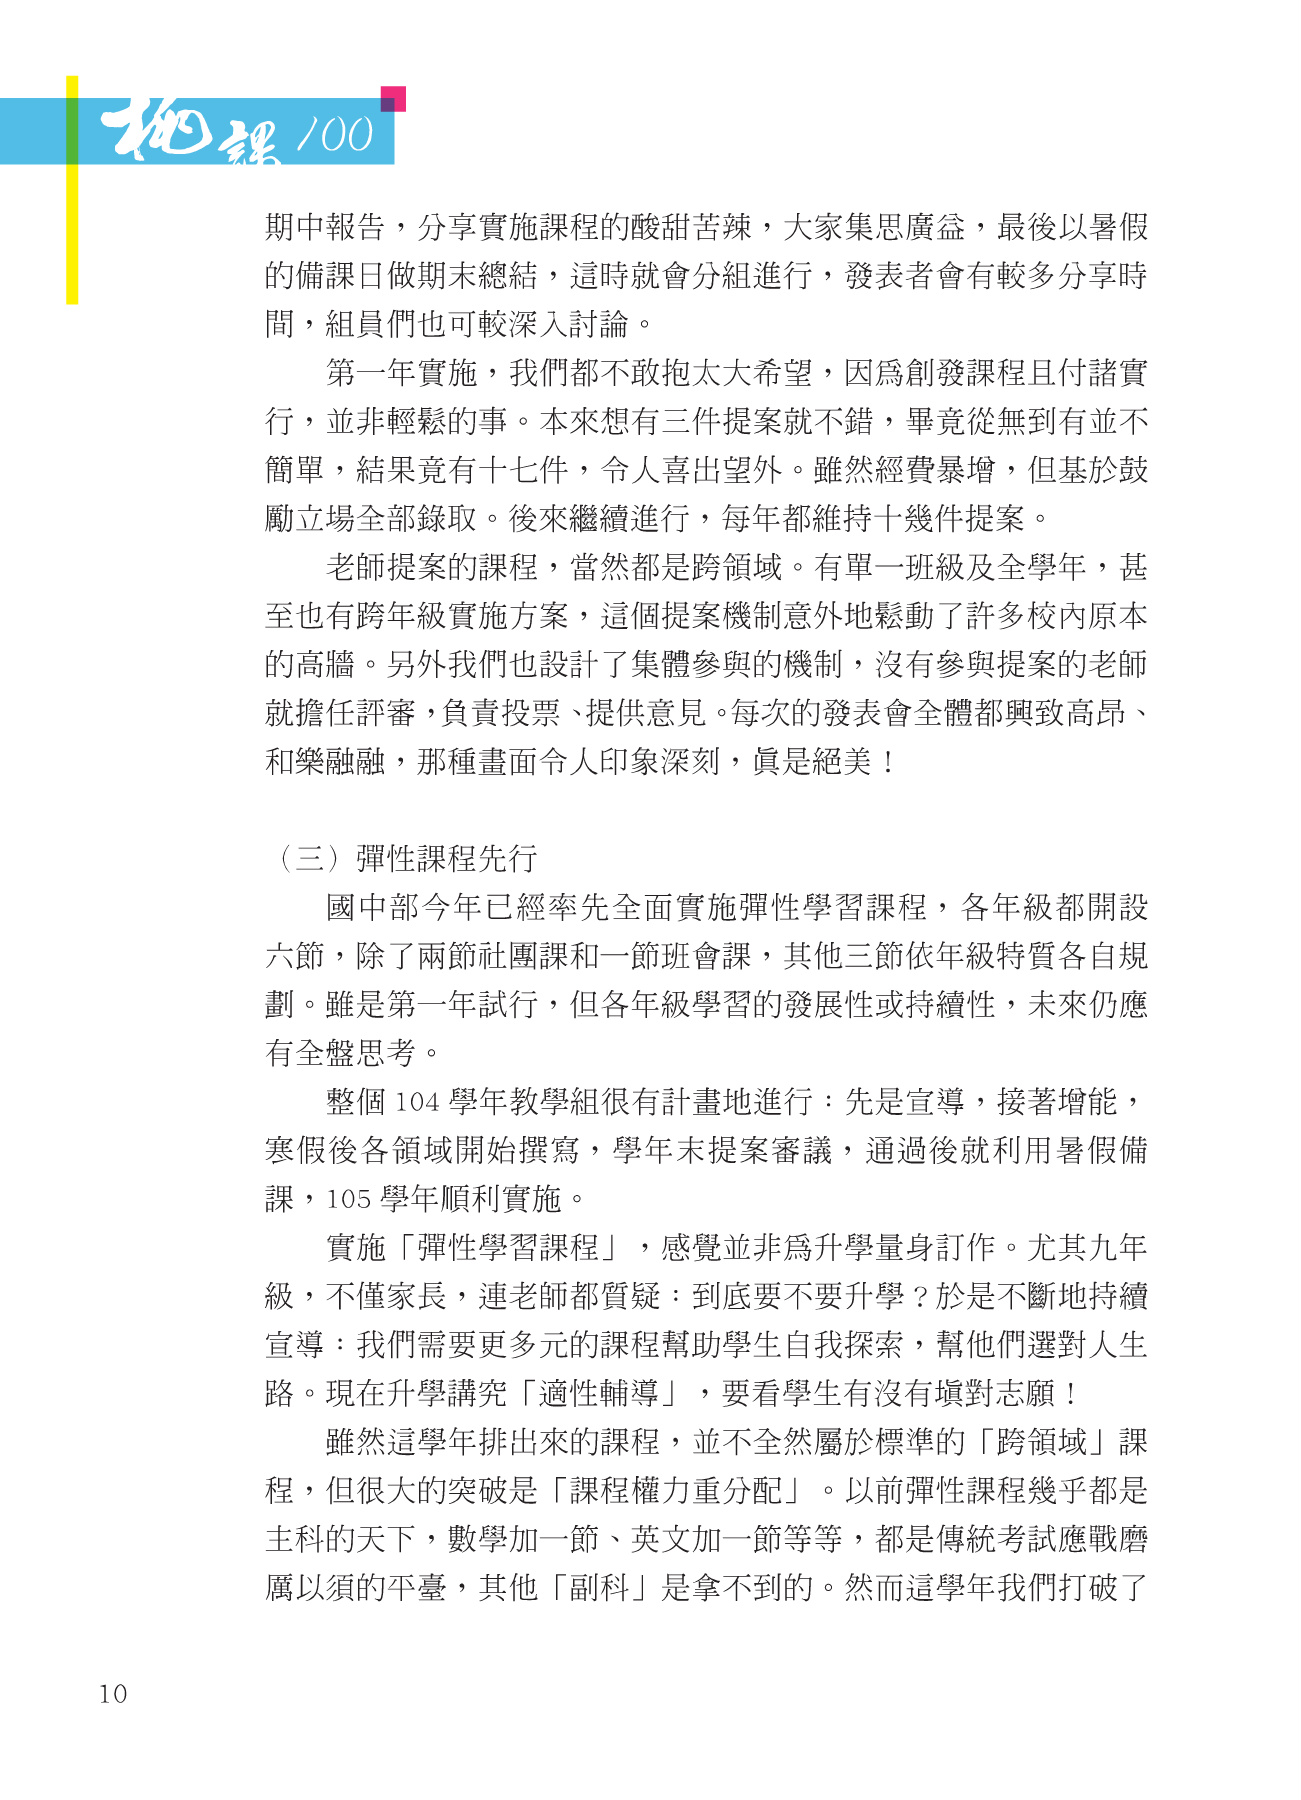 桃課100
期中報告，分享實施課程的酸甜苦辣，大家集思廣益，最後以暑假
的備課日做期末總結，這時就會分組進行，發表者會有較多分享時
間，組員們也可較深入討論。
第一年實施，我們都不敢抱太大希望，因為創發課程且付諸實
行，並非輕鬆的事。本來想有三件提案就不錯，畢竟從無到有並不
簡單，結果竟有十七件，令人喜出望外。雖然經費暴增，但基於鼓
勵立場全部錄取。後來繼續進行，每年都維持十幾件提案。
老師提案的課程，當然都是跨領域。有單一班級及全學年，甚
至也有跨年級實施方案，這個提案機制意外地鬆動了許多校內原本
的高牆。另外我們也設計了集體參與的機制，沒有參與提案的老師
就擔任評審，負責投票、提供意見。每次的發表會全體都興致高昂、
和樂融融，那種畫面令人印象深刻，真是絕美！
（三）彈性課程先行
國中部今年已經率先全面實施彈性學習課程，各年級都開設
六節，除了兩節社團課和一節班會課，其他三節依年級特質各自規
劃。雖是第一年試行，但各年級學習的發展性或持續性，未來仍應
有全盤思考。
整個 104 學年教學組很有計畫地進行：先是宣導，接著增能，
寒假後各領域開始撰寫，學年末提案審議，通過後就利用暑假備
課，105 學年順利實施。
實施「彈性學習課程」，感覺並非為升學量身訂作。尤其九年
級，不僅家長，連老師都質疑：到底要不要升學？於是不斷地持續
宣導：我們需要更多元的課程幫助學生自我探索，幫他們選對人生
路。現在升學講究「適性輔導」，要看學生有沒有填對志願！
雖然這學年排出來的課程，並不全然屬於標準的「跨領域」課
程，但很大的突破是「課程權力重分配」。以前彈性課程幾乎都是
主科的天下，數學加一節、英文加一節等等，都是傳統考試應戰磨
厲以須的平臺，其他「副科」是拿不到的。然而這學年我們打破了
10